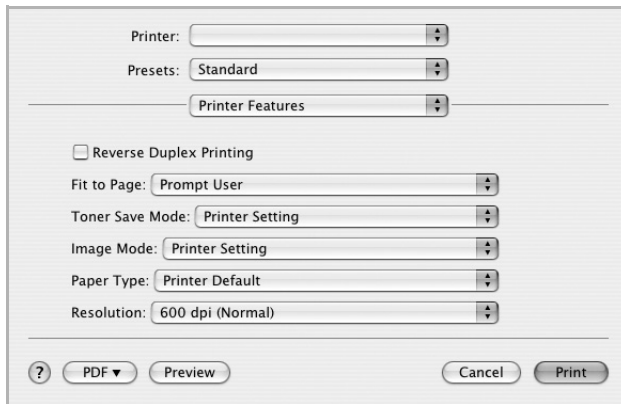 Printer:
Presets: Standard
Printer Features
Reverse Duplex Printing
Fit to Page: Prompt User
Toner Save Mode: Printer Setting
Image Mode: Printer Setting
Paper Type: Printer Default
Resolution: 600 dpi (Normal)
? PDF ▼ Preview Cancel Print